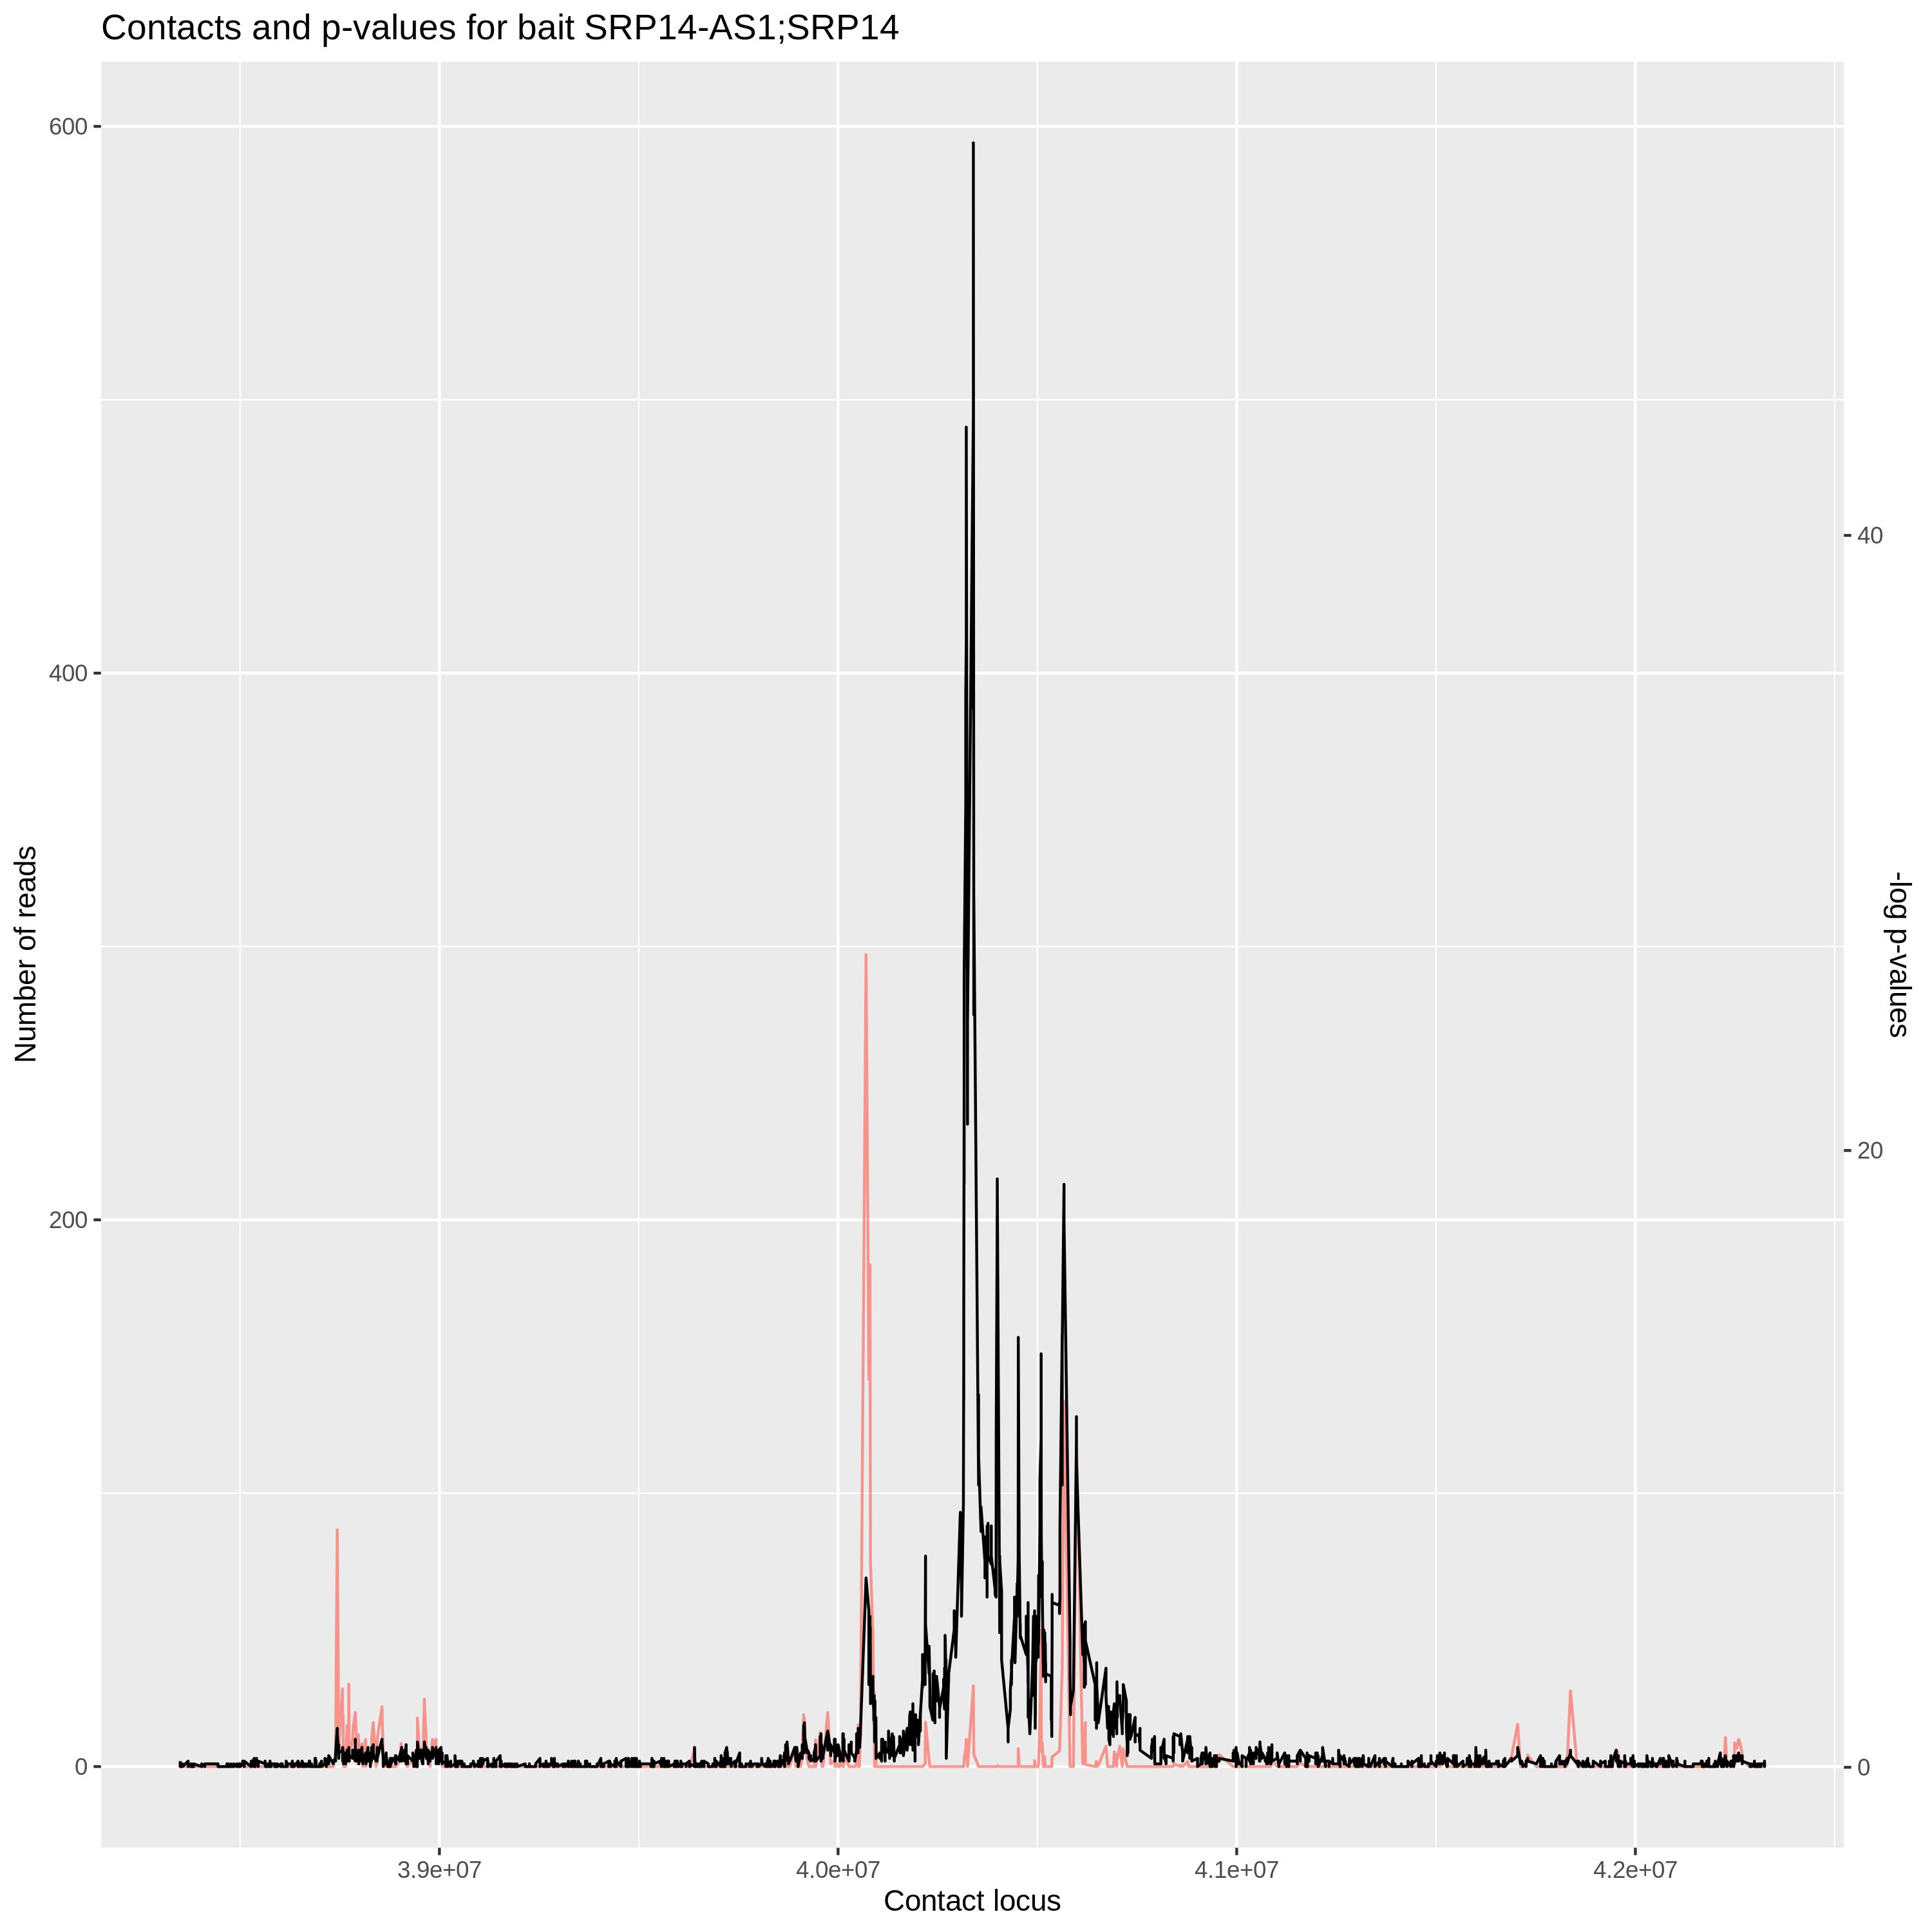 Contacts and p-values for bait SRP14-AS1;SRP14
600
400
200
0
Number of reads
40
20
0
-log p-values
3.9e+07
4.0e+07
4.1e+07
4.2e+07
Contact locus